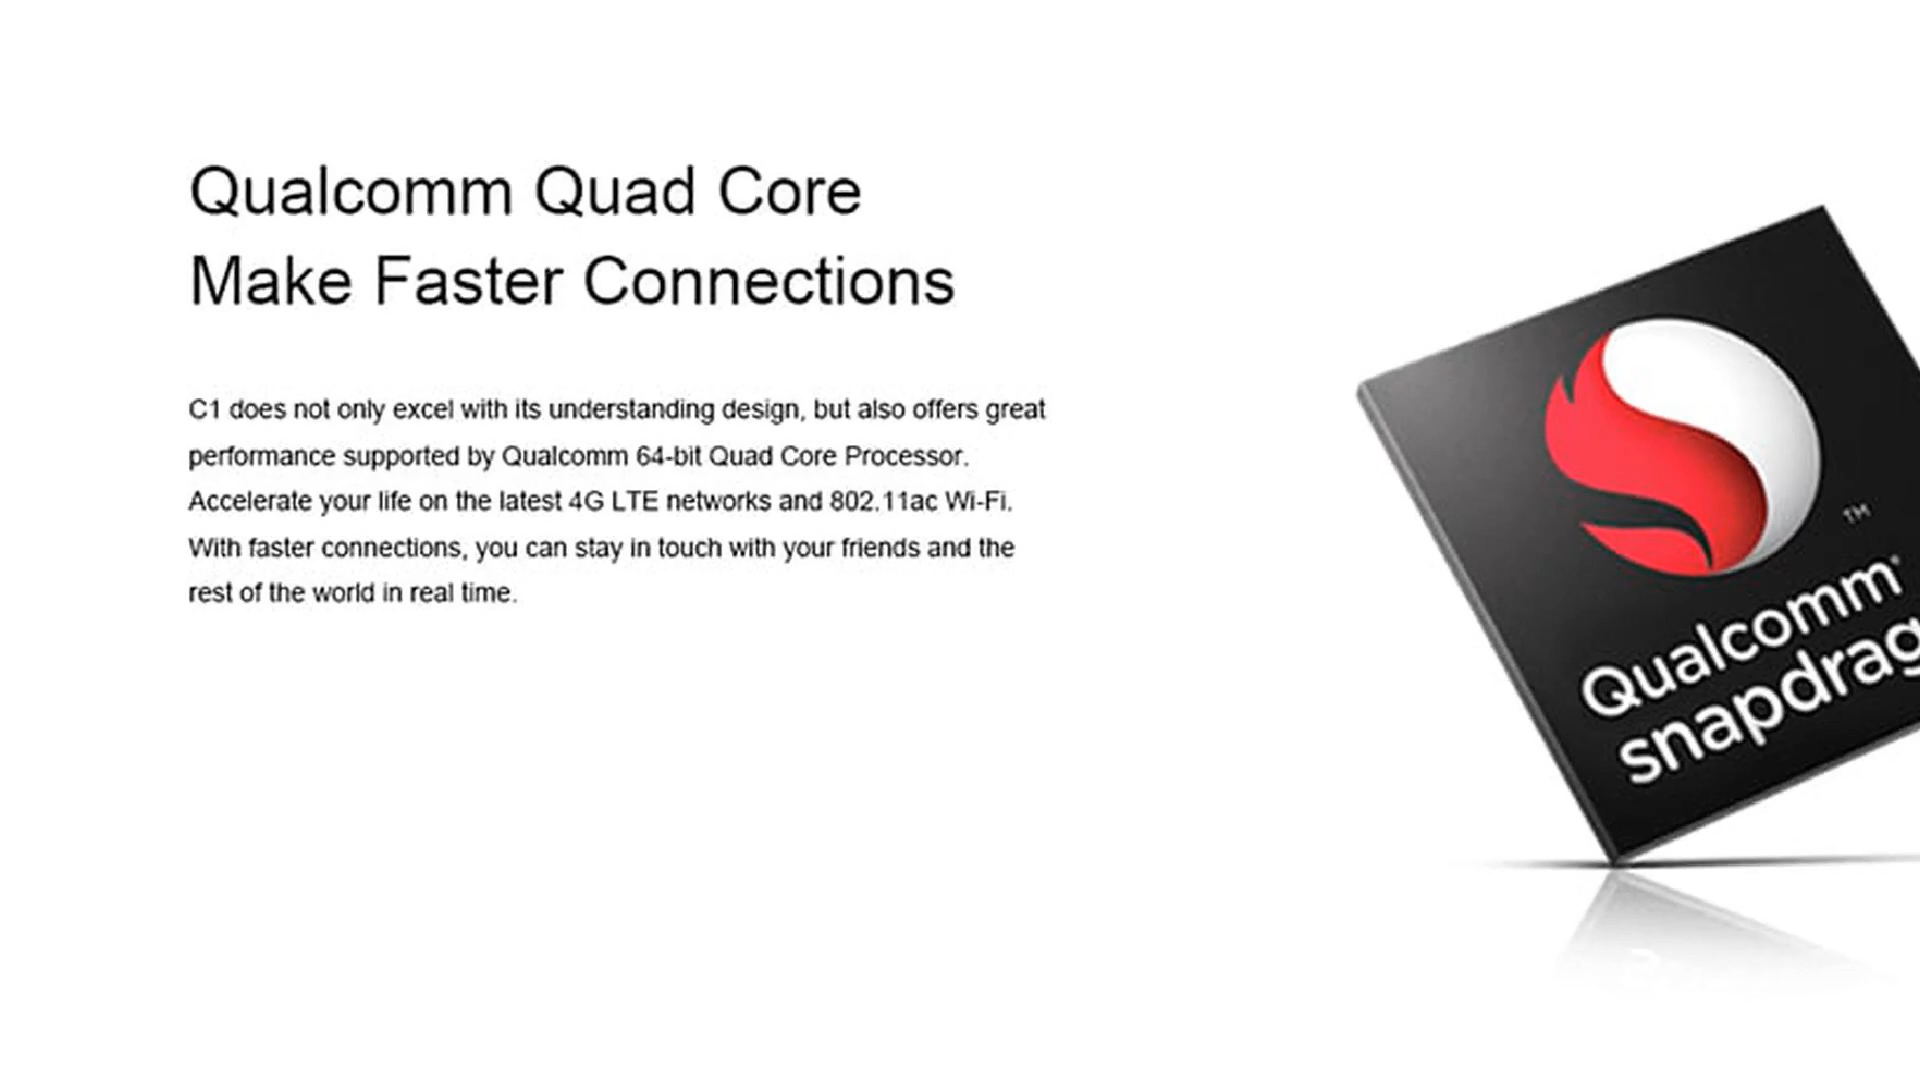 Qualcomm Quad Core
Make Faster Connections
C1 does not only excel with its understanding design, but also offers great
performance supported by Qualcomm 64-bit Quad Core Processor.
Accelerate your life on the latest 4G LTE networks and 802.11ac Wi-Fi.
With faster connections, you can stay in touch with your friends and the
rest of the world in real time.
TM
Qualcomm
snapdrag